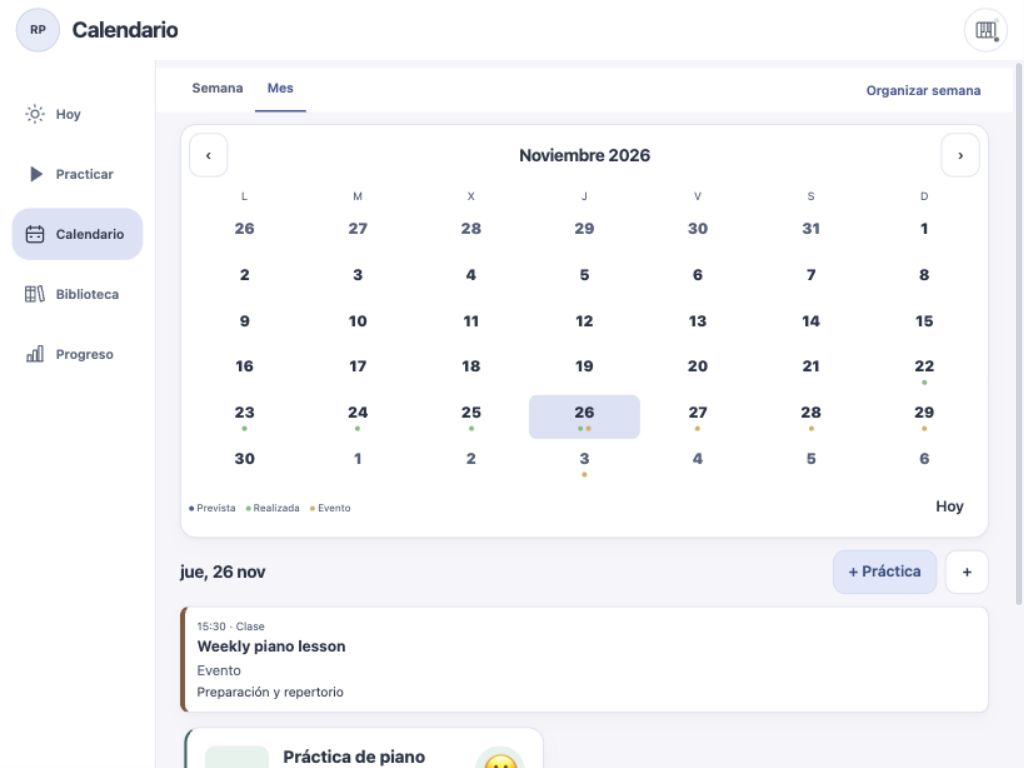 RP
Calendario
Hoy
Practicar
Calendario
Biblioteca
Progreso
Semana
Mes
Organizar semana
‹
Noviembre 2026
›
L M X J V S D
26 27 28 29 30 31 1
2 3 4 5 6 7 8
9 10 11 12 13 14 15
16 17 18 19 20 21 22
23 24 25 26 27 28 29
30 1 2 3 4 5 6
Prevista Realizada Evento
Hoy
jue, 26 nov
+ Práctica
+
15:30 · Clase
Weekly piano lesson
Evento
Preparación y repertorio
Práctica de piano